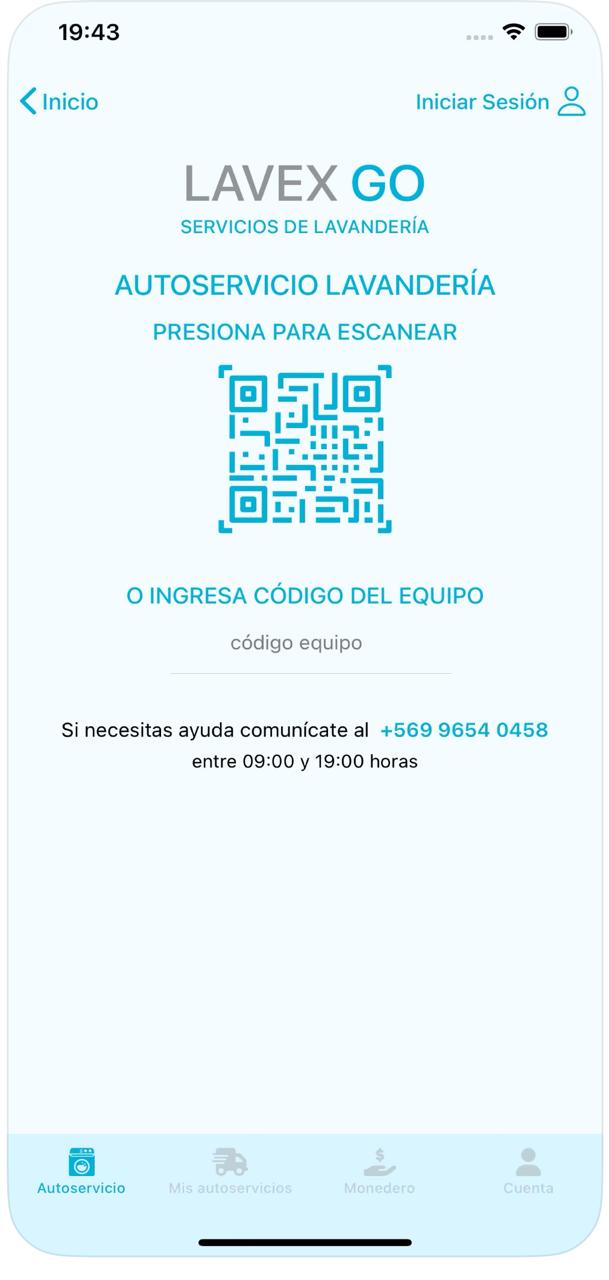 19:43
Inicio
Iniciar Sesión
LAVEX GO
SERVICIOS DE LAVANDERÍA
AUTOSERVICIO LAVANDERÍA
PRESIONA PARA ESCANEAR
O INGRESA CÓDIGO DEL EQUIPO
código equipo
Si necesitas ayuda comunícate al +569 9654 0458
entre 09:00 y 19:00 horas
Autoservicio
Mis autoservicios
Monedero
Cuenta